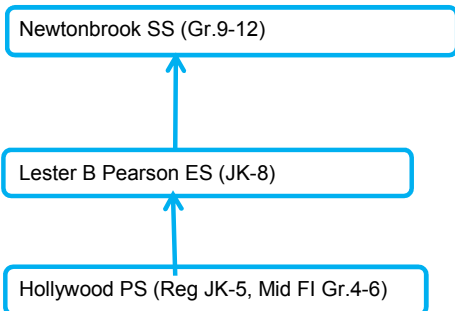 Newtonbrook SS (Gr.9-12)
Lester B Pearson ES (JK-8)
Hollywood PS (Reg JK-5, Mid FI Gr.4-6)